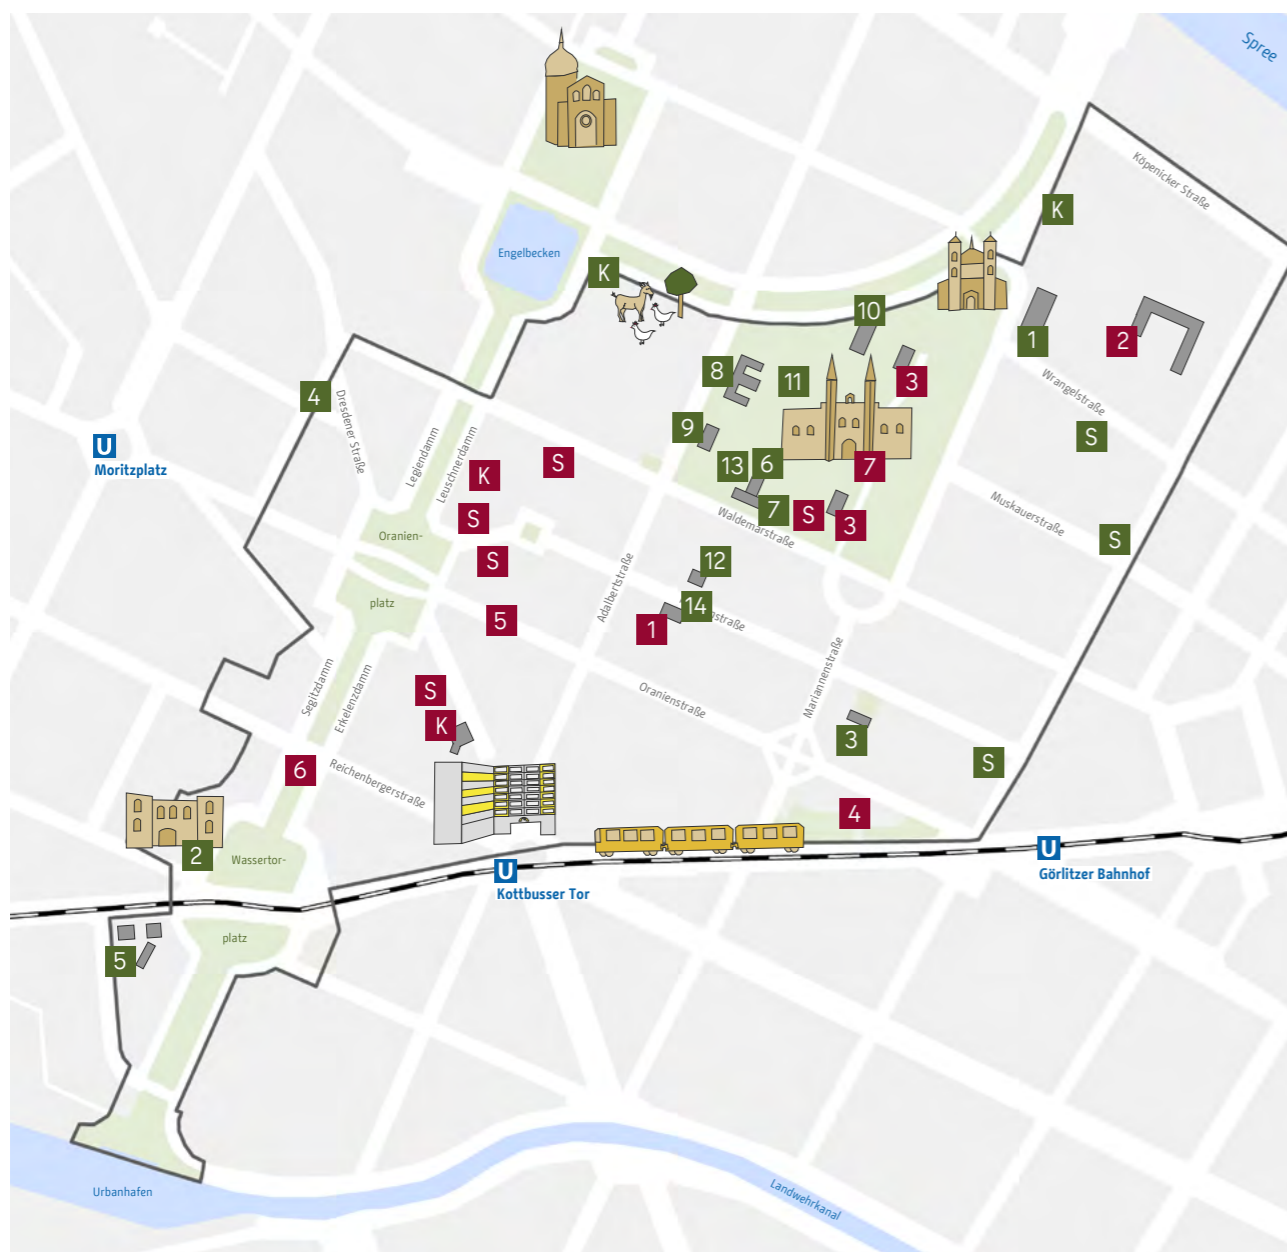 Spree
Köpenicker Straße
K
Engelbecken
K
10
1
2
8
11
3
Wrangelstraße
4
Dresdener Straße
9
S
U
Moritzplatz
Legiendamm
Leuschnerdamm
K
S
13
6
7
7
S
3
Waldemarstraße
Muskauerstraße
S
S
Oranien-
S
12
platz
Adalbertstraße
14
nstraße
5
1
Segitzdamm
Erkelenzdamm
S
K
Oranienstraße
Mariannenstraße
3
S
6
Reichenbergerstraße
4
2
Wassertor-
U
Kottbusser Tor
U
Görlitzer Bahnhof
platz
5
Urbanhafen
Landwehrkanal